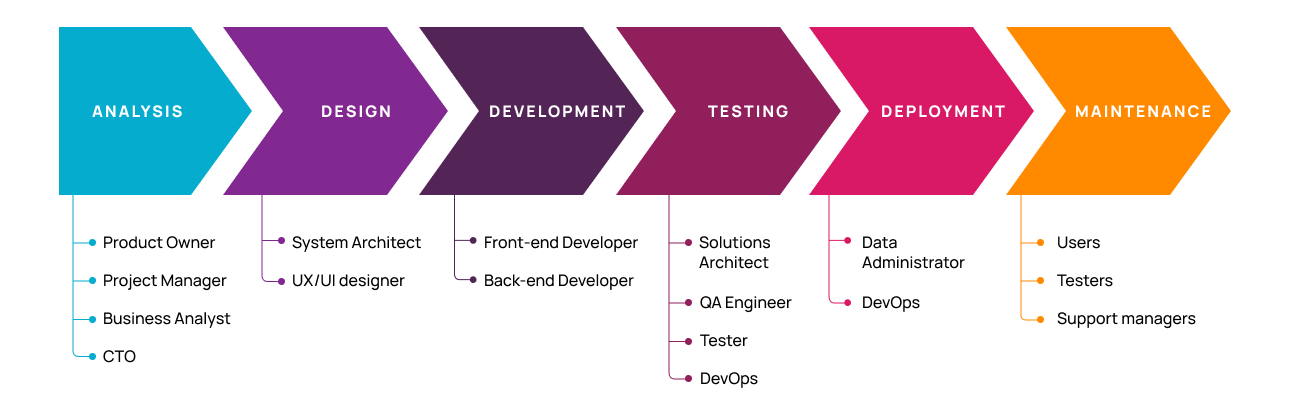 ANALYSIS
DESIGN
DEVELOPMENT
TESTING
DEPLOYMENT
MAINTENANCE
Product Owner
Project Manager
Business Analyst
CTO
System Architect
UX/UI designer
Front-end Developer
Back-end Developer
Solutions
Architect
QA Engineer
Tester
DevOps
Data
Administrator
DevOps
Users
Testers
Support managers